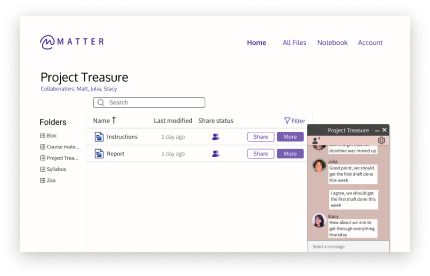 MATTER
Home All Files Notebook Account
Project Treasure
Collaborators: Matt, Julia, Stacy
Search
Folders
Name Last modified Share status Filter
Bloc
Instructions 1 day ago Share More
Course mate...
Project Trea...
Report 1 day ago Share More
Syllabus
Zoo
Project Treasure
deadline was moved up
Julia
Good point, we should
get the first draft done
this week
I agree, we should
get the first draft done
this week
Stacy
How about we aim to
get through everything
thursday
Send a message